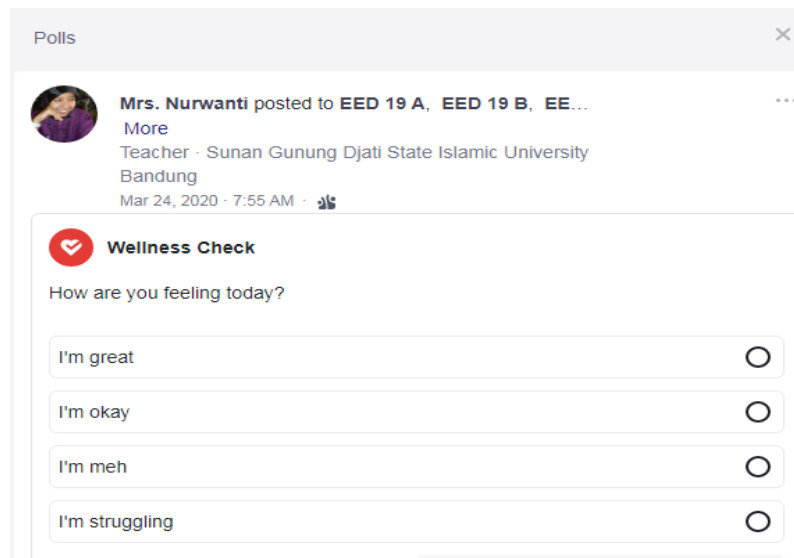 Polls
Mrs. Nurwanti posted to EED 19 A, EED 19 B, EE...
More
Teacher · Sunan Gunung Djati State Islamic University
Bandung
Mar 24, 2020 · 7:55 AM ·
Wellness Check
How are you feeling today?
I'm great
I'm okay
I'm meh
I'm struggling